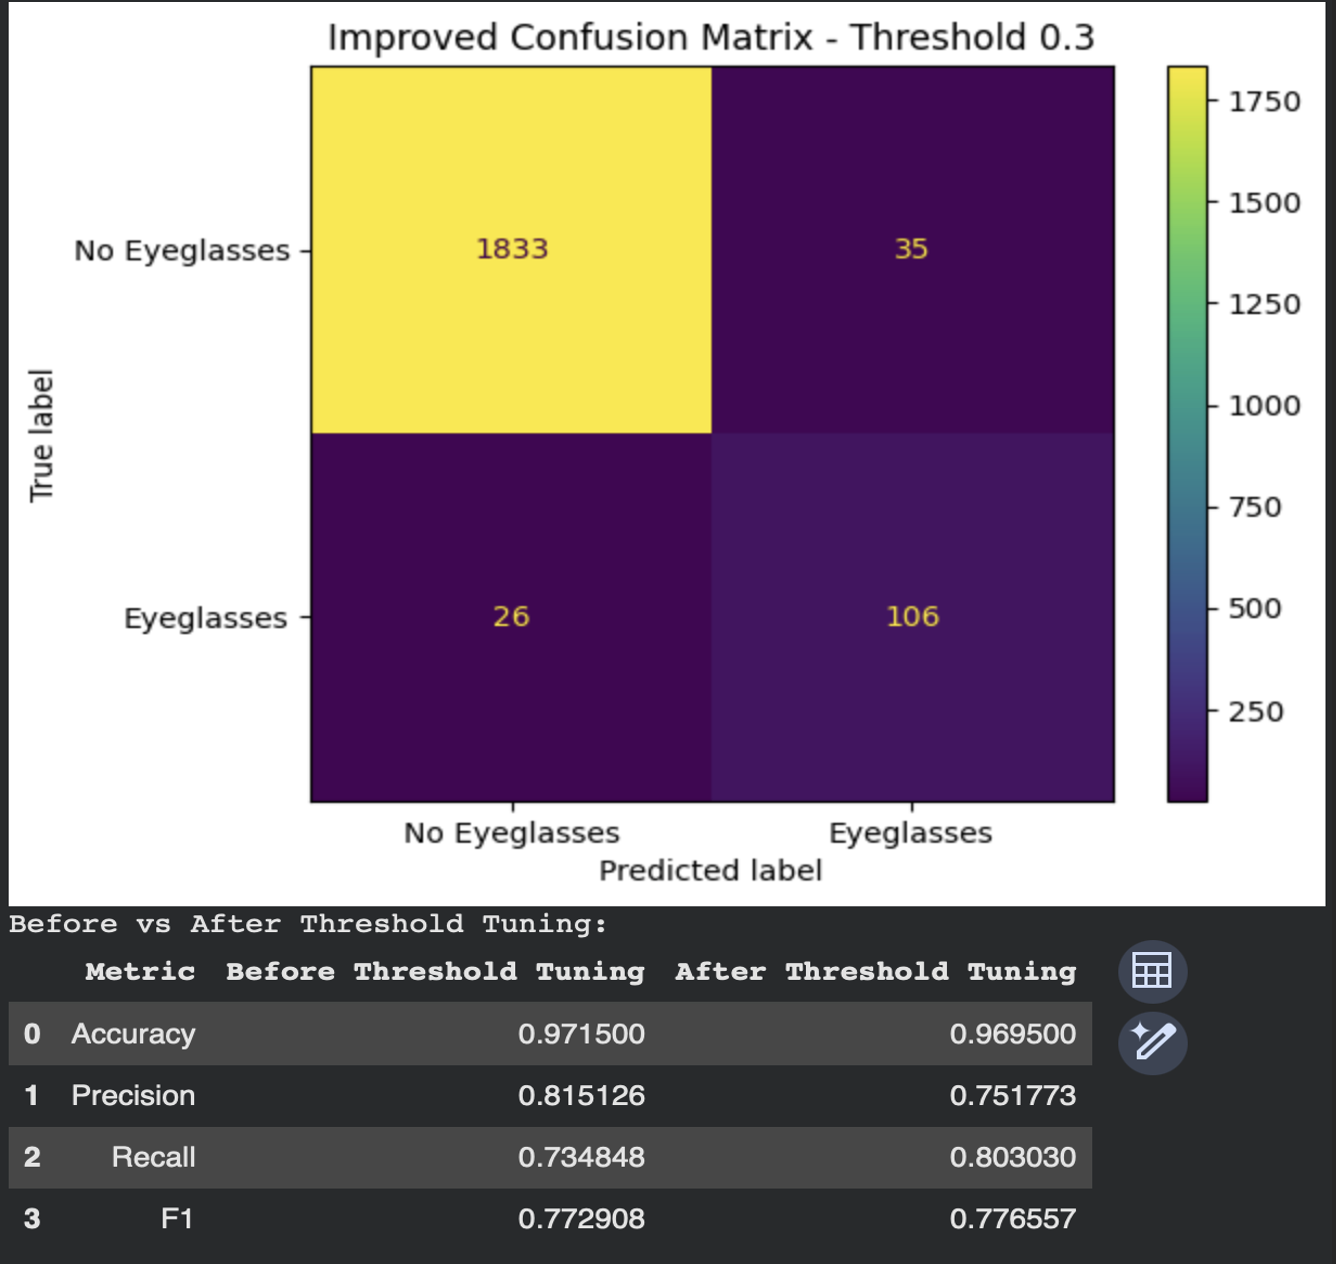 Improved Confusion Matrix - Threshold 0.3
1750
1500
1250
1000
750
500
250
True label
No Eyeglasses
1833
35
Eyeglasses
26
106
No Eyeglasses
Eyeglasses
Predicted label
Before vs After Threshold Tuning:
Metric Before Threshold Tuning After Threshold Tuning
0 Accuracy 0.971500 0.969500
1 Precision 0.815126 0.751773
2 Recall 0.734848 0.803030
3 F1 0.772908 0.776557